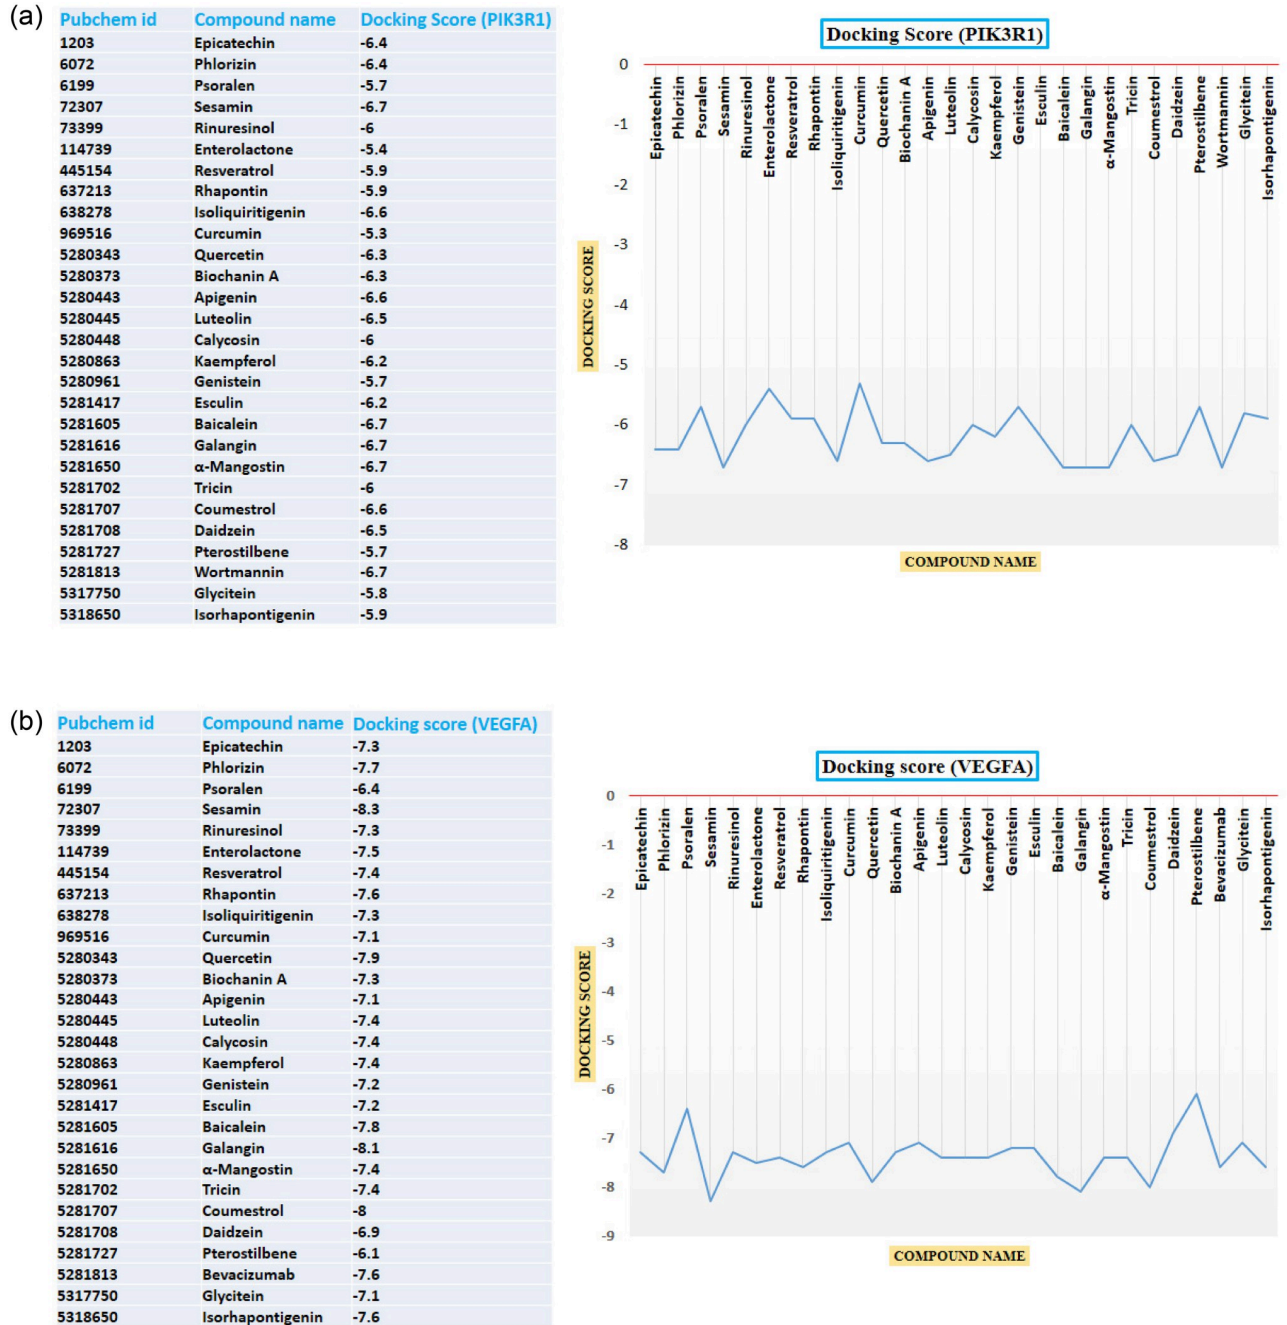 (a)
Pubchem id Compound name Docking Score (PIK3R1)
1203 Epicatechin -6.4
6072 Phlorizin -6.4
6199 Psoralen -5.7
72307 Sesamin -6.7
73399 Rinuresinol -6
114739 Enterolactone -5.4
445154 Resveratrol -5.9
637213 Rhapontin -5.9
638278 Isoliquiritigenin -6.6
969516 Curcumin -5.3
5280343 Quercetin -6.3
5280373 Biochanin A -6.3
5280443 Apigenin -6.6
5280445 Luteolin -6.5
5280448 Calycosin -6
5280863 Kaempferol -6.2
5280961 Genistein -5.7
5281417 Esculin -6.2
5281605 Baicalein -6.7
5281616 Galangin -6.7
5281650 α-Mangostin -6.7
5281702 Tricin -6
5281707 Coumestrol -6.6
5281708 Daidzein -6.5
5281727 Pterostilbene -5.7
5281813 Wortmannin -6.7
5317750 Glycitein -5.8
5318650 Isorhapontigenin -5.9
Docking Score (PIK3R1)
0
-1
-2
-3
-4
-5
-6
-7
-8
DOCKING SCORE
Epicatechin
Phlorizin
Psoralen
Sesamin
Rinuresinol
Enterolactone
Resveratrol
Rhapontin
Isoliquiritigenin
Curcumin
Quercetin
Biochanin A
Apigenin
Luteolin
Calycosin
Kaempferol
Genistein
Esculin
Baicalein
Galangin
α-Mangostin
Tricin
Coumestrol
Daidzein
Pterostilbene
Wortmannin
Glycitein
Isorhapontigenin
COMPOUND NAME
(b)
Pubchem id Compound name Docking score (VEGFA)
1203 Epicatechin -7.3
6072 Phlorizin -7.7
6199 Psoralen -6.4
72307 Sesamin -8.3
73399 Rinuresinol -7.3
114739 Enterolactone -7.5
445154 Resveratrol -7.4
637213 Rhapontin -7.6
638278 Isoliquiritigenin -7.3
969516 Curcumin -7.1
5280343 Quercetin -7.9
5280373 Biochanin A -7.3
5280443 Apigenin -7.1
5280445 Luteolin -7.4
5280448 Calycosin -7.4
5280863 Kaempferol -7.4
5280961 Genistein -7.2
5281417 Esculin -7.2
5281605 Baicalein -7.8
5281616 Galangin -8.1
5281650 α-Mangostin -7.4
5281702 Tricin -7.4
5281707 Coumestrol -8
5281708 Daidzein -6.9
5281727 Pterostilbene -6.1
5281813 Bevacizumab -7.6
5317750 Glycitein -7.1
5318650 Isorhapontigenin -7.6
Docking score (VEGFA)
0
-1
-2
-3
-4
-5
-6
-7
-8
-9
DOCKING SCORE
Epicatechin
Phlorizin
Psoralen
Sesamin
Rinuresinol
Enterolactone
Resveratrol
Rhapontin
Isoliquiritigenin
Curcumin
Quercetin
Biochanin A
Apigenin
Luteolin
Calycosin
Kaempferol
Genistein
Esculin
Baicalein
Galangin
α-Mangostin
Tricin
Coumestrol
Daidzein
Pterostilbene
Bevacizumab
Glycitein
Isorhapontigenin
COMPOUND NAME